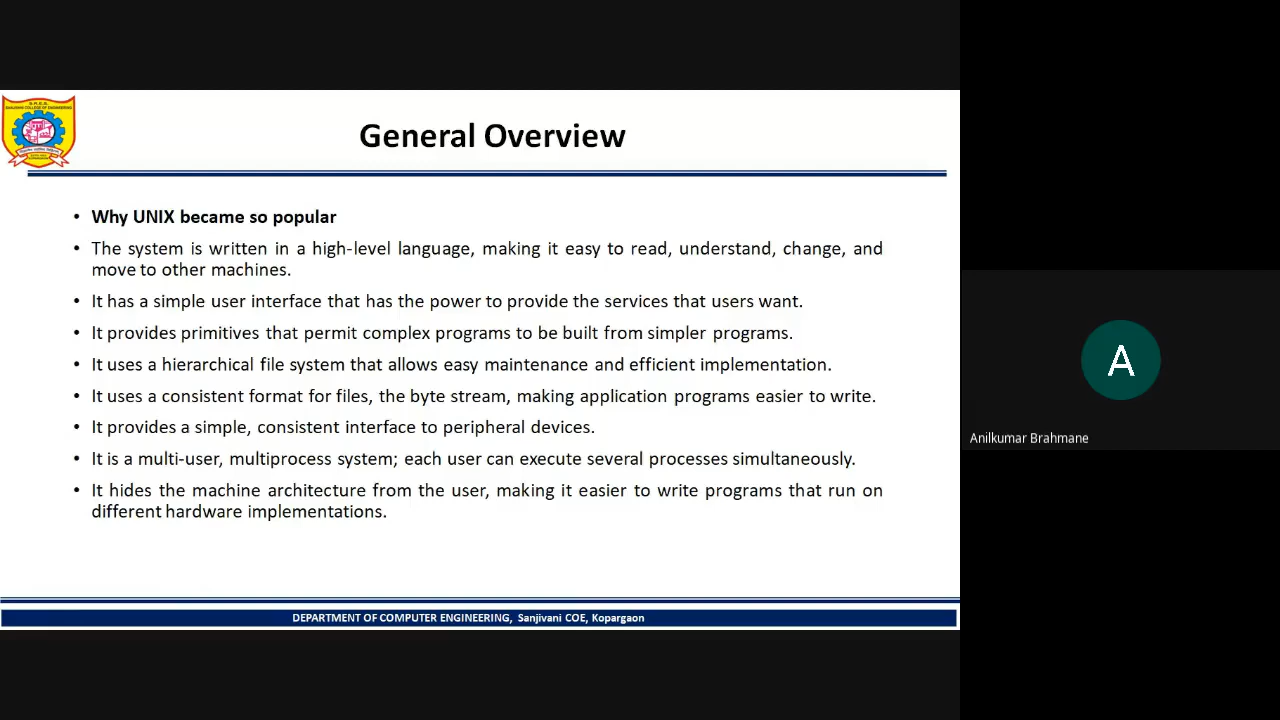 General Overview
• Why UNIX became so popular
• The system is written in a high-level language, making it easy to read, understand, change, and
move to other machines.
• It has a simple user interface that has the power to provide the services that users want.
• It provides primitives that permit complex programs to be built from simpler programs.
• It uses a hierarchical file system that allows easy maintenance and efficient implementation.
• It uses a consistent format for files, the byte stream, making application programs easier to write.
• It provides a simple, consistent interface to peripheral devices.
• It is a multi-user, multiprocess system; each user can execute several processes simultaneously.
• It hides the machine architecture from the user, making it easier to write programs that run on
different hardware implementations.
DEPARTMENT OF COMPUTER ENGINEERING, Sanjivani COE, Kopargaon
A
Anilkumar Brahmane